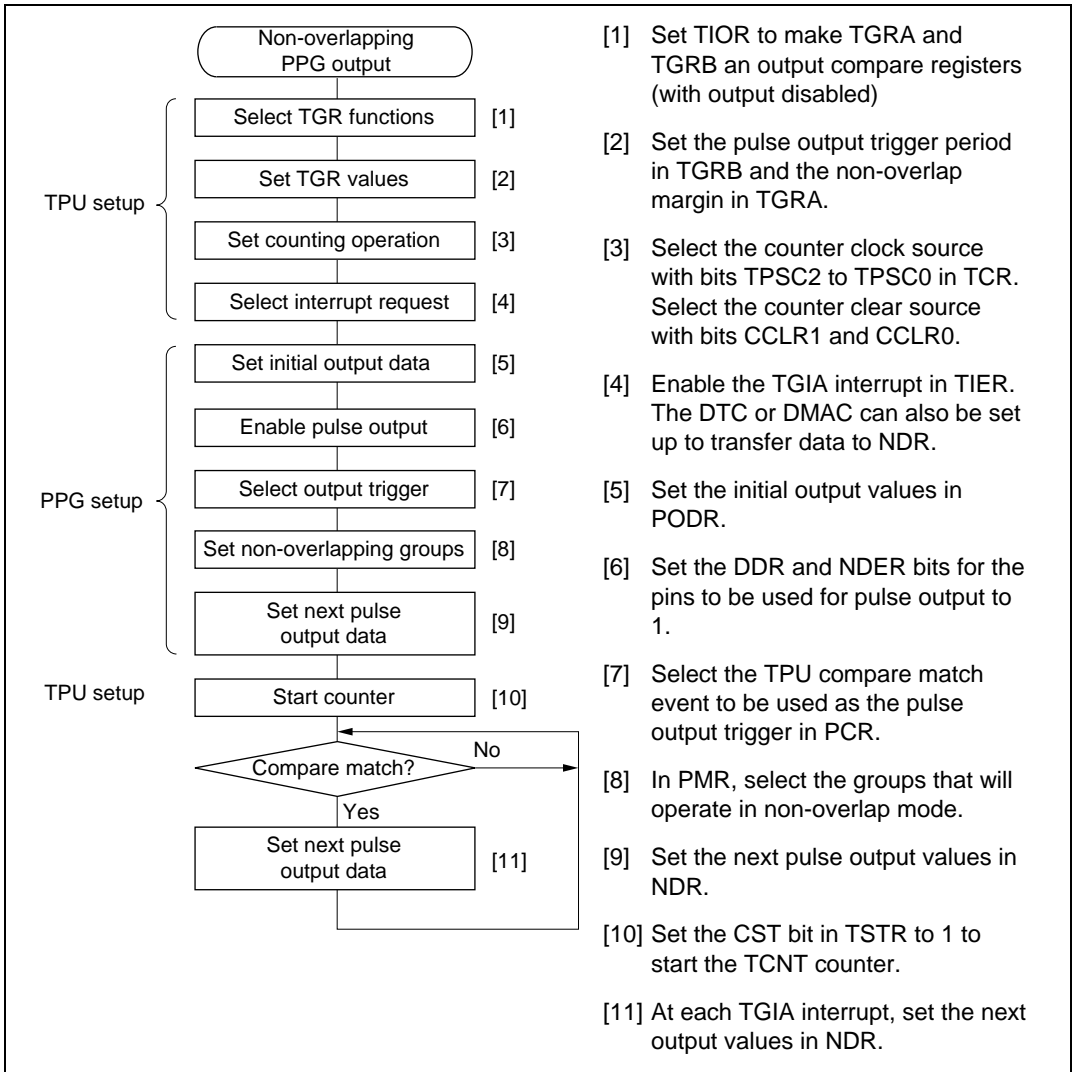 Non-overlapping
PPG output
Select TGR functions
[1]
Set TGR values
[2]
TPU setup
Set counting operation
[3]
Select interrupt request
[4]
Set initial output data
[5]
Enable pulse output
[6]
Select output trigger
[7]
PPG setup
Set non-overlapping groups
[8]
Set next pulse
output data
[9]
TPU setup
Start counter
[10]
Compare match?
No
Yes
Set next pulse
output data
[11]
[1] Set TIOR to make TGRA and
TGRB an output compare registers
(with output disabled)
[2] Set the pulse output trigger period
in TGRB and the non-overlap
margin in TGRA.
[3] Select the counter clock source
with bits TPSC2 to TPSC0 in TCR.
Select the counter clear source
with bits CCLR1 and CCLR0.
[4] Enable the TGIA interrupt in TIER.
The DTC or DMAC can also be set
up to transfer data to NDR.
[5] Set the initial output values in
PODR.
[6] Set the DDR and NDER bits for the
pins to be used for pulse output to
1.
[7] Select the TPU compare match
event to be used as the pulse
output trigger in PCR.
[8] In PMR, select the groups that will
operate in non-overlap mode.
[9] Set the next pulse output values in
NDR.
[10] Set the CST bit in TSTR to 1 to
start the TCNT counter.
[11] At each TGIA interrupt, set the next
output values in NDR.